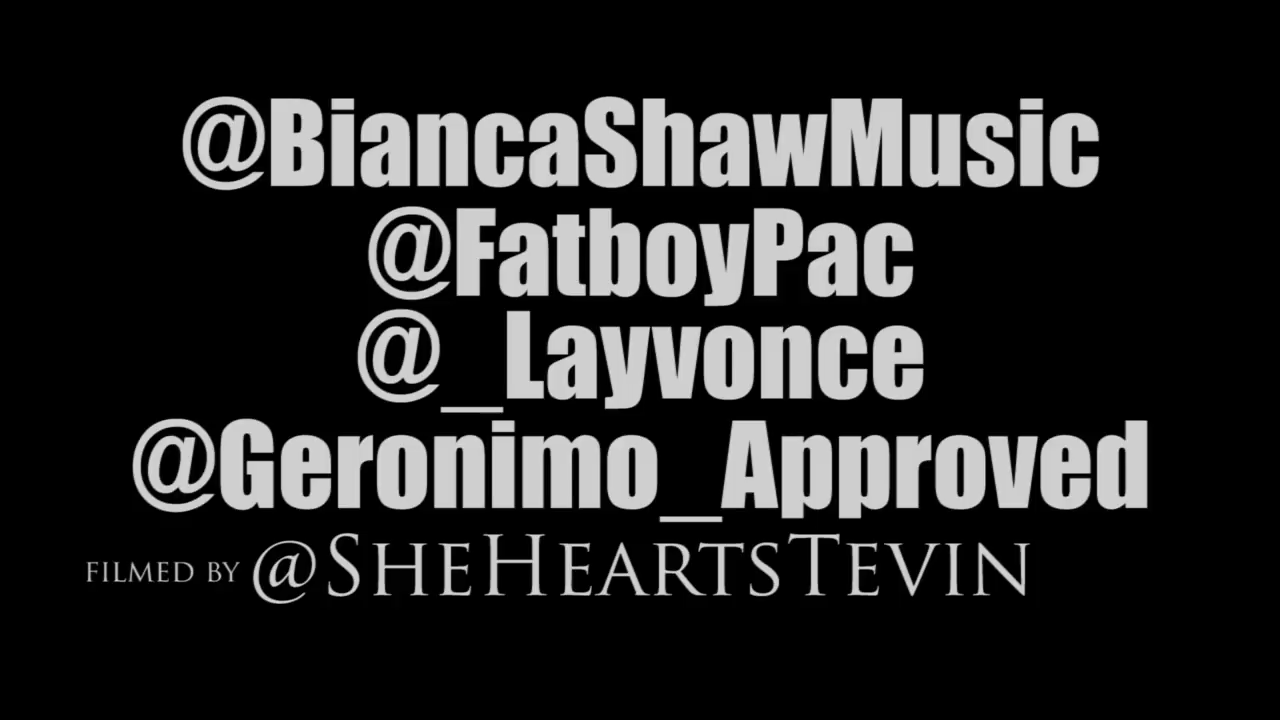 @BiancaShawMusic
@FatboyPac
@_Layvonce
@Geronimo_Approved
FILMED BY @SHEHEARTSTEVIN